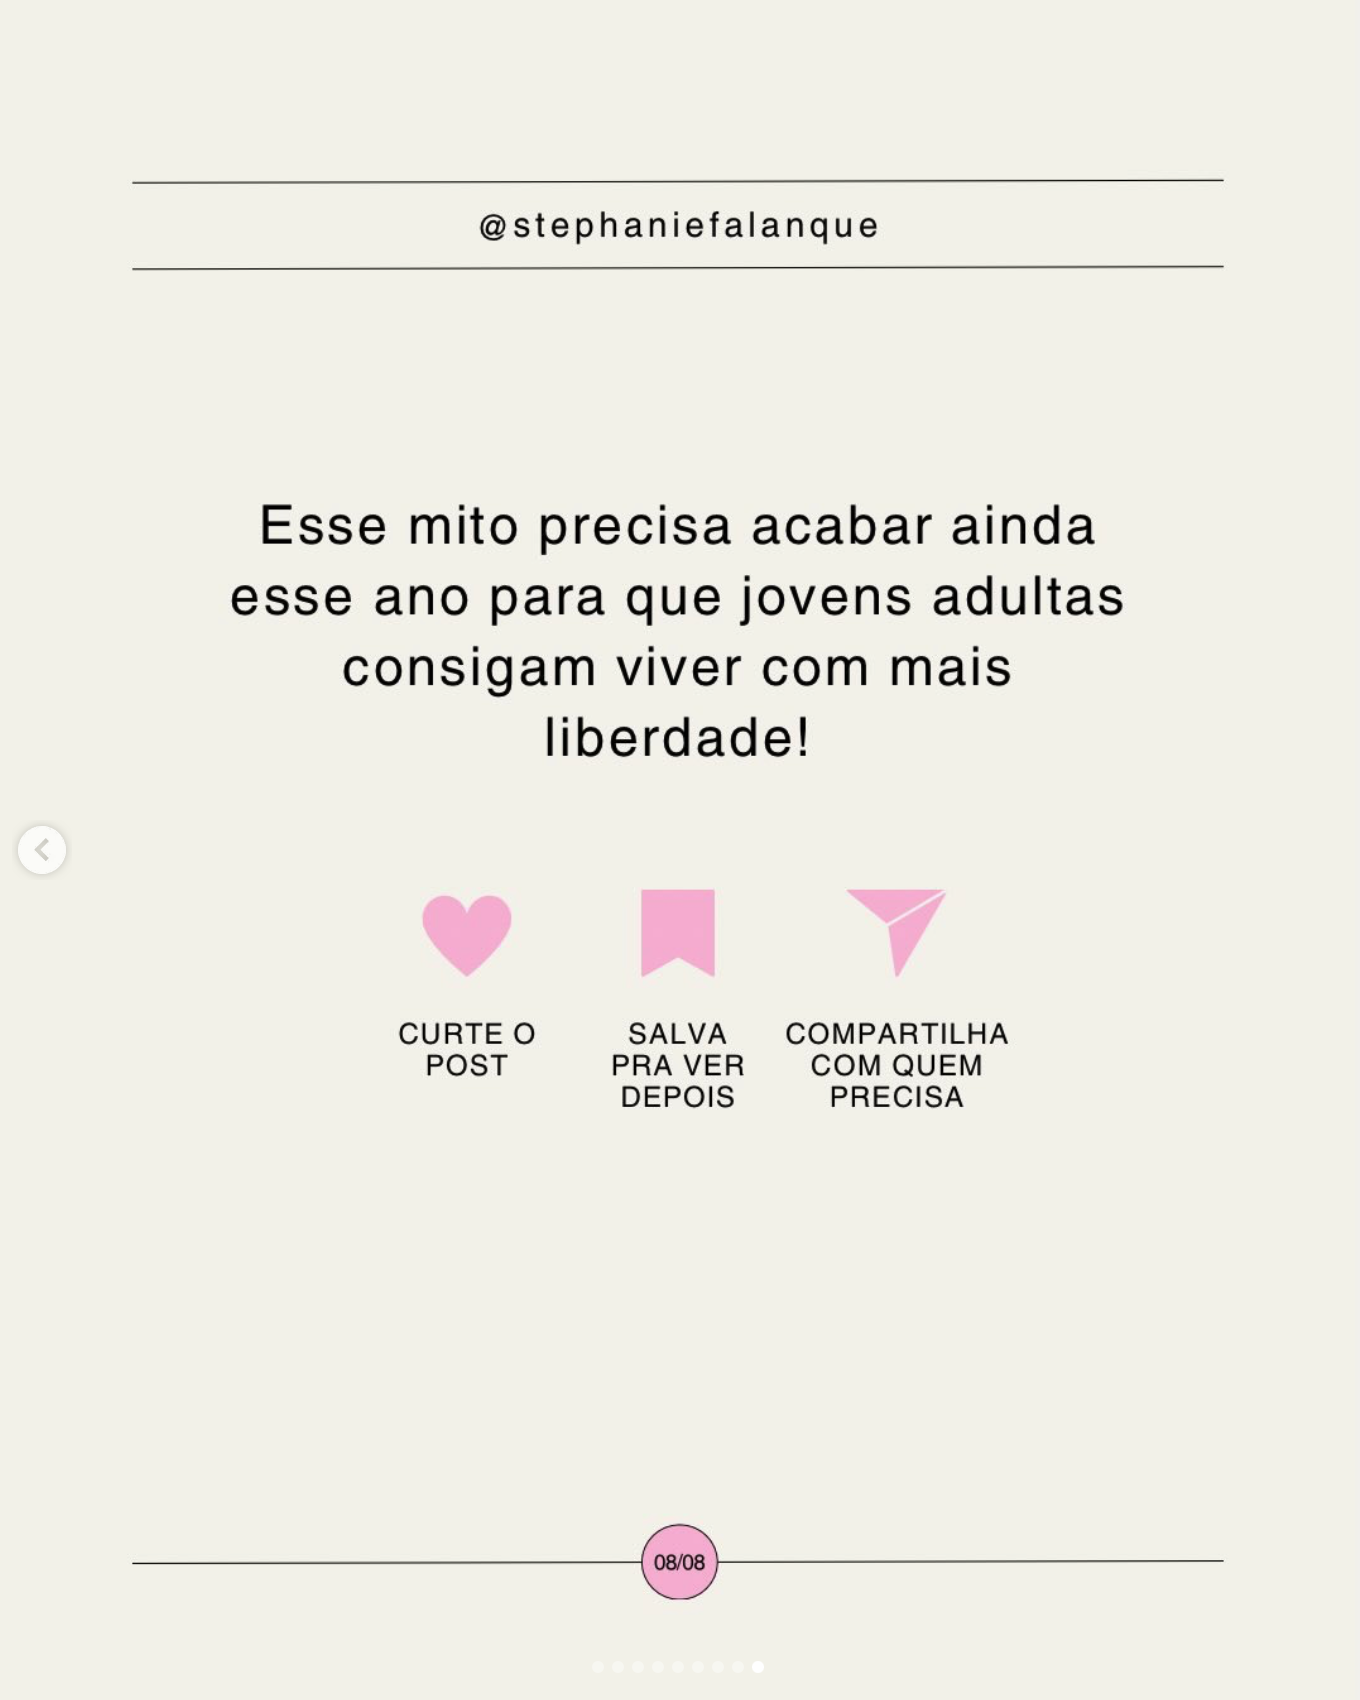 @stephaniefalanque
Esse mito precisa acabar ainda
esse ano para que jovens adultas
consigam viver com mais
liberdade!
CURTE O
POST
SALVA
PRA VER
DEPOIS
COMPARTILHA
COM QUEM
PRECISA
08/08